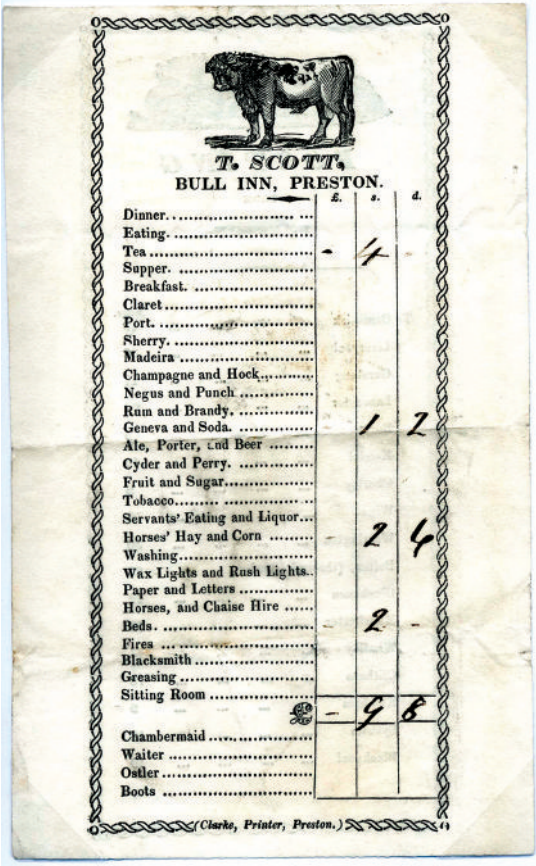 T. SCOTT,
BULL INN, PRESTON.
£. s. d.
Dinner
Eating
Tea - 4
Supper
Breakfast
Claret
Port
Sherry
Madeira
Champagne and Hock
Negus and Punch
Rum and Brandy
Geneva and Soda 1 2
Ale, Porter, and Beer
Cyder and Perry
Fruit and Sugar
Tobacco
Servants' Eating and Liquor
Horses' Hay and Corn 2 6
Washing
Wax Lights and Rush Lights
Paper and Letters
Horses, and Chaise Hire
Beds 2 -
Fires
Blacksmith
Greasing
Sitting Room
£ - 9 8
Chambermaid
Waiter
Ostler
Boots
(Clarke, Printer, Preston.)